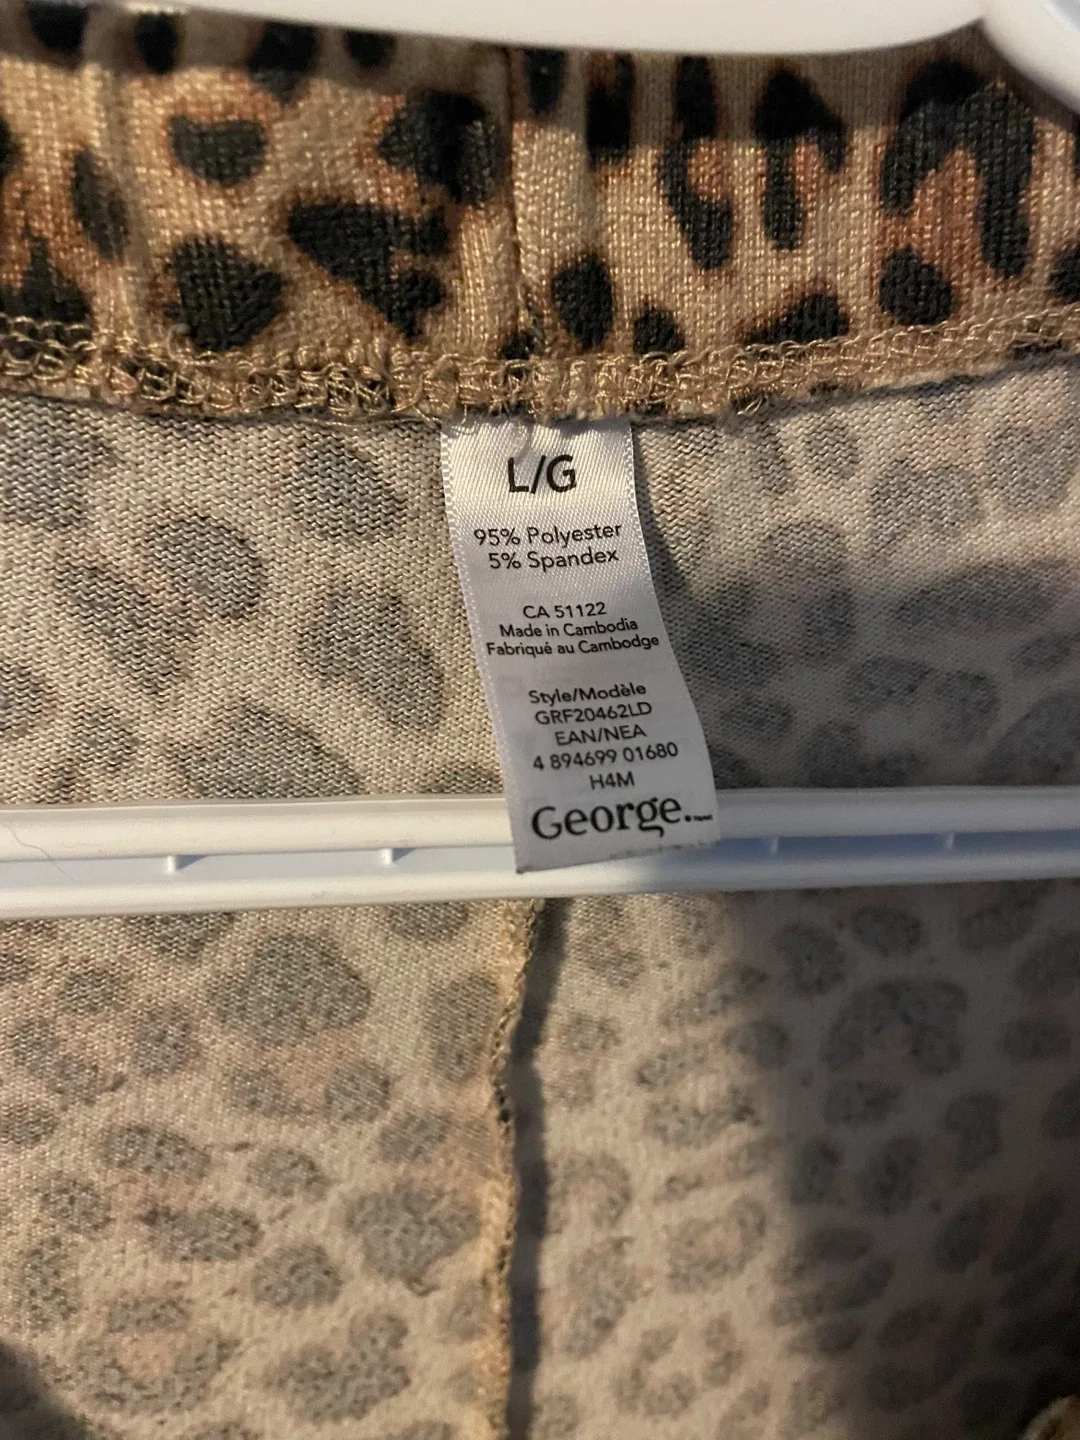 L/G
95% Polyester
5% Spandex
CA 51122
Made in Cambodia
Fabriqué au Cambodge
Style/Modèle
GRF20462LD
EAN/NEA
4 894699 01680
H4M
George.